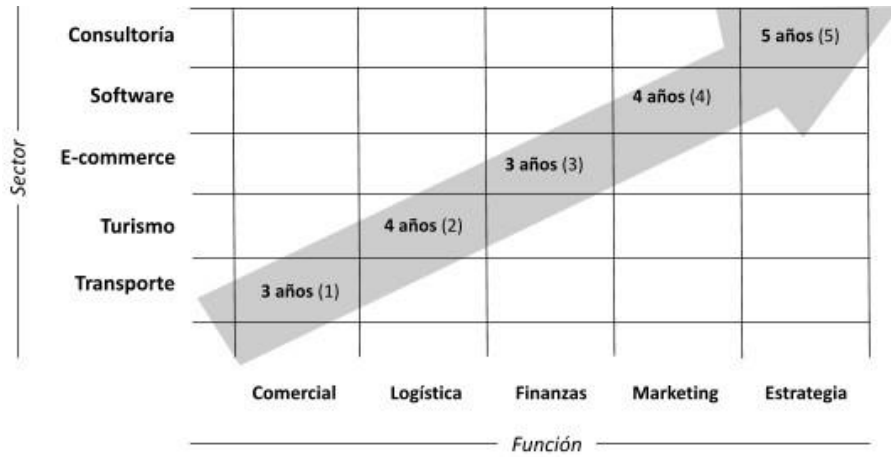 Consultoría
5 años (5)
Software
4 años (4)
E-commerce
3 años (3)
Turismo
4 años (2)
Transporte
3 años (1)
Sector
Comercial
Logística
Finanzas
Marketing
Estrategia
Función